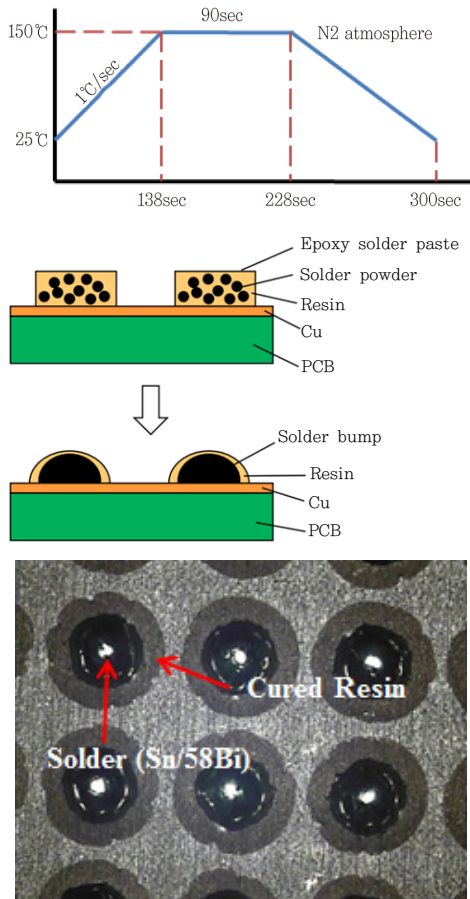 90sec
150℃
N2 atmosphere
1℃/sec
25℃
138sec
228sec
300sec
Epoxy solder paste
Solder powder
Resin
Cu
PCB
Solder bump
Resin
Cu
PCB
Cured Resin
Solder (Sn/58Bi)